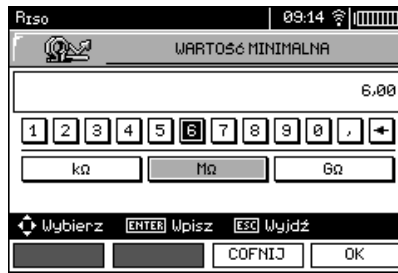 RISO 09:14
WARTOŚĆ MINIMALNA
6,00
1 2 3 4 5 6 7 8 9 0 ,
kΩ MΩ GΩ
Wybierz ENTER Wpisz ESC Wyjdź
COFNIJ OK